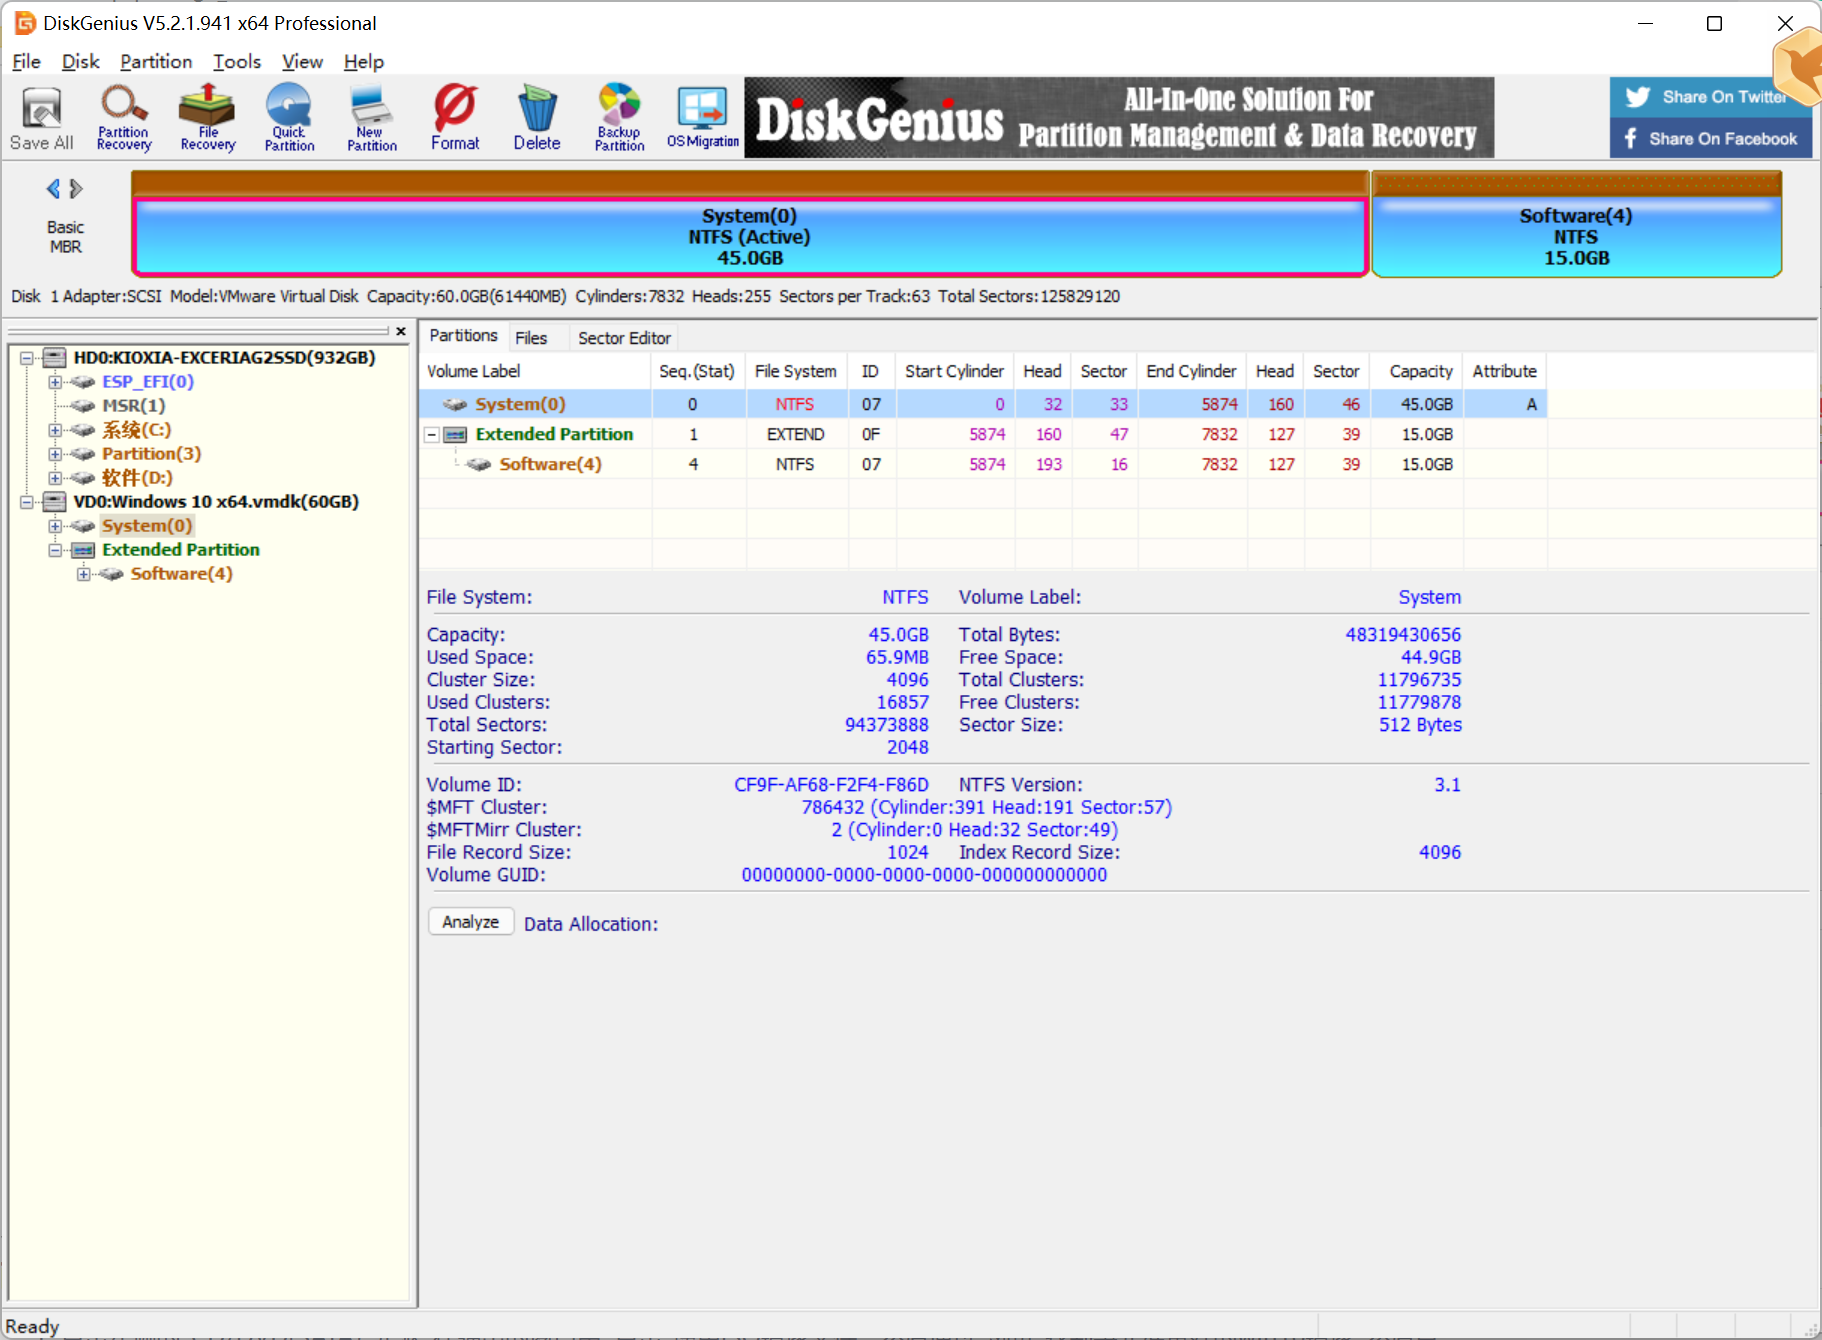 DiskGenius V5.2.1.941 x64 Professional
File Disk Partition Tools View Help
Save All
Partition Recovery
File Recovery
Quick Partition
New Partition
Format
Delete
Backup Partition
OS Migration
DiskGenius
All-In-One Solution For
Partition Management & Data Recovery
Share On Twitter
Share On Facebook
Basic
MBR
System(0)
NTFS (Active)
45.0GB
Software(4)
NTFS
15.0GB
Disk 1 Adapter:SCSI Model:VMware Virtual Disk Capacity:60.0GB(61440MB) Cylinders:7832 Heads:255 Sectors per Track:63 Total Sectors:125829120
HD0:KIOXIA-EXCERIAG2SSD(932GB)
ESP_EFI(0)
MSR(1)
系统(C:)
Partition(3)
软件(D:)
VD0:Windows 10 x64.vmdk(60GB)
System(0)
Extended Partition
Software(4)
Partitions Files Sector Editor
Volume Label Seq.(Stat) File System ID Start Cylinder Head Sector End Cylinder Head Sector Capacity Attribute
System(0) 0 NTFS 07 0 32 33 5874 160 46 45.0GB A
Extended Partition 1 EXTEND 0F 5874 160 47 7832 127 39 15.0GB
Software(4) 4 NTFS 07 5874 193 16 7832 127 39 15.0GB
File System: NTFS Volume Label: System
Capacity: 45.0GB Total Bytes: 48319430656
Used Space: 65.9MB Free Space: 44.9GB
Cluster Size: 4096 Total Clusters: 11796735
Used Clusters: 16857 Free Clusters: 11779878
Total Sectors: 94373888 Sector Size: 512 Bytes
Starting Sector: 2048
Volume ID: CF9F-AF68-F2F4-F86D NTFS Version: 3.1
$MFT Cluster: 786432 (Cylinder:391 Head:191 Sector:57)
$MFTMirr Cluster: 2 (Cylinder:0 Head:32 Sector:49)
File Record Size: 1024 Index Record Size: 4096
Volume GUID: 00000000-0000-0000-0000-000000000000
Analyze Data Allocation:
Ready